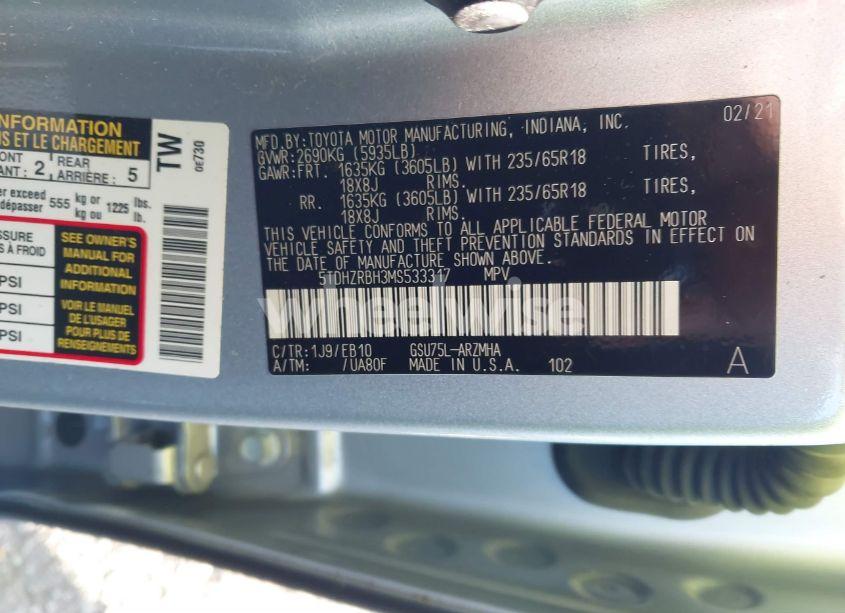 INFORMATION
S ET LE CHARGEMENT
ONT
ANT: 2 REAR
ARRIÈRE: 5
er exceed
dépasser 555 kg or
kg ou 1225 lbs.
lb.
TW
0E730
SSURE
S À FROID
PSI
PSI
PSI
SEE OWNER'S
MANUAL FOR
ADDITIONAL
INFORMATION
VOIR LE MANUEL
DE L'USAGER
POUR PLUS DE
RENSEIGNEMENTS
02/21
MFD.BY:TOYOTA MOTOR MANUFACTURING, INDIANA, INC.
GVWR:2690KG (5935LB)
GAWR:FRT. 1635KG (3605LB) WITH 235/65R18 TIRES,
18X8J RIMS.
RR. 1635KG (3605LB) WITH 235/65R18 TIRES,
18X8J RIMS.
THIS VEHICLE CONFORMS TO ALL APPLICABLE FEDERAL MOTOR
VEHICLE SAFETY AND THEFT PREVENTION STANDARDS IN EFFECT ON
THE DATE OF MANUFACTURE SHOWN ABOVE.
5TDHZRBH3MS533317 MPV
wheelwise
C/TR:1J9/EB10 GSU75L-ARZMHA
A/TM: /UA80F MADE IN U.S.A. 102
A